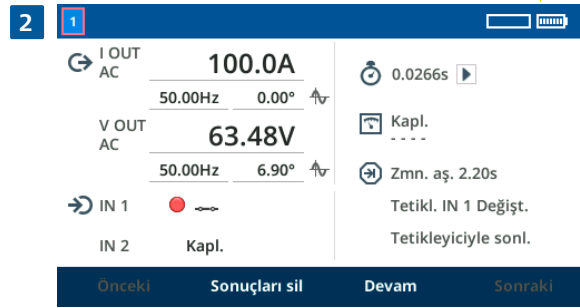 2
1
I OUT
AC
100.0A
50.00Hz 0.00°
V OUT
AC
63.48V
50.00Hz 6.90°
IN 1
IN 2 Kapl.
0.0266s
Kapl.
- - - -
Zmn. aş. 2.20s
Tetikl. IN 1 Değişt.
Tetikleyiciyle sonl.
Önceki Sonuçları sil Devam Sonraki